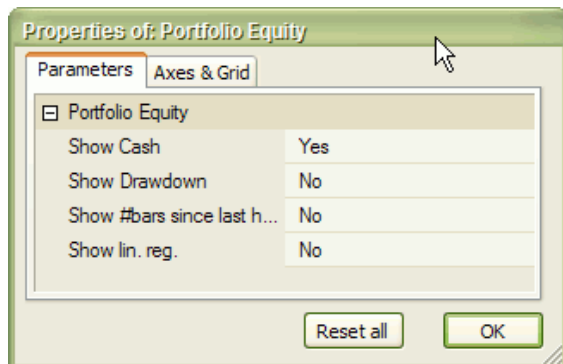 Properties of: Portfolio Equity
Parameters Axes & Grid
Portfolio Equity
Show Cash Yes
Show Drawdown No
Show #bars since last h... No
Show lin. reg. No
Reset all OK